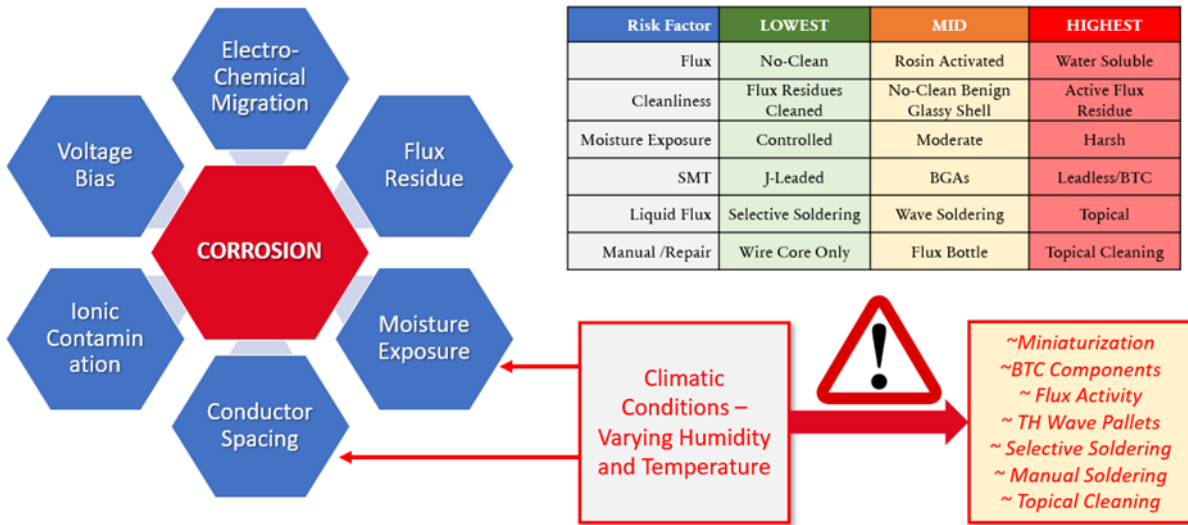 Electro-
Chemical
Migration
Voltage
Bias
Flux
Residue
CORROSION
Ionic
Contamin
ation
Moisture
Exposure
Conductor
Spacing
Risk Factor LOWEST MID HIGHEST
Flux No-Clean Rosin Activated Water Soluble
Cleanliness Flux Residues Cleaned No-Clean Benign Glassy Shell Active Flux Residue
Moisture Exposure Controlled Moderate Harsh
SMT J-Leaded BGAs Leadless/BTC
Liquid Flux Selective Soldering Wave Soldering Topical
Manual /Repair Wire Core Only Flux Bottle Topical Cleaning
Climatic
Conditions –
Varying Humidity
and Temperature
!
~Miniaturization
~BTC Components
~ Flux Activity
~ TH Wave Pallets
~ Selective Soldering
~ Manual Soldering
~ Topical Cleaning